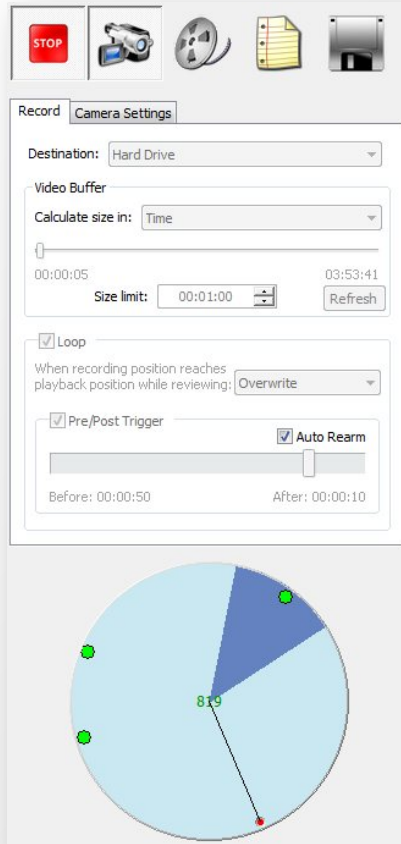 STOP
Record Camera Settings
Destination: Hard Drive
Video Buffer
Calculate size in: Time
00:00:05 03:53:41
Size limit: 00:01:00 Refresh
Loop
When recording position reaches
playback position while reviewing: Overwrite
Pre/Post Trigger
Auto Rearm
Before: 00:00:50 After: 00:00:10
819